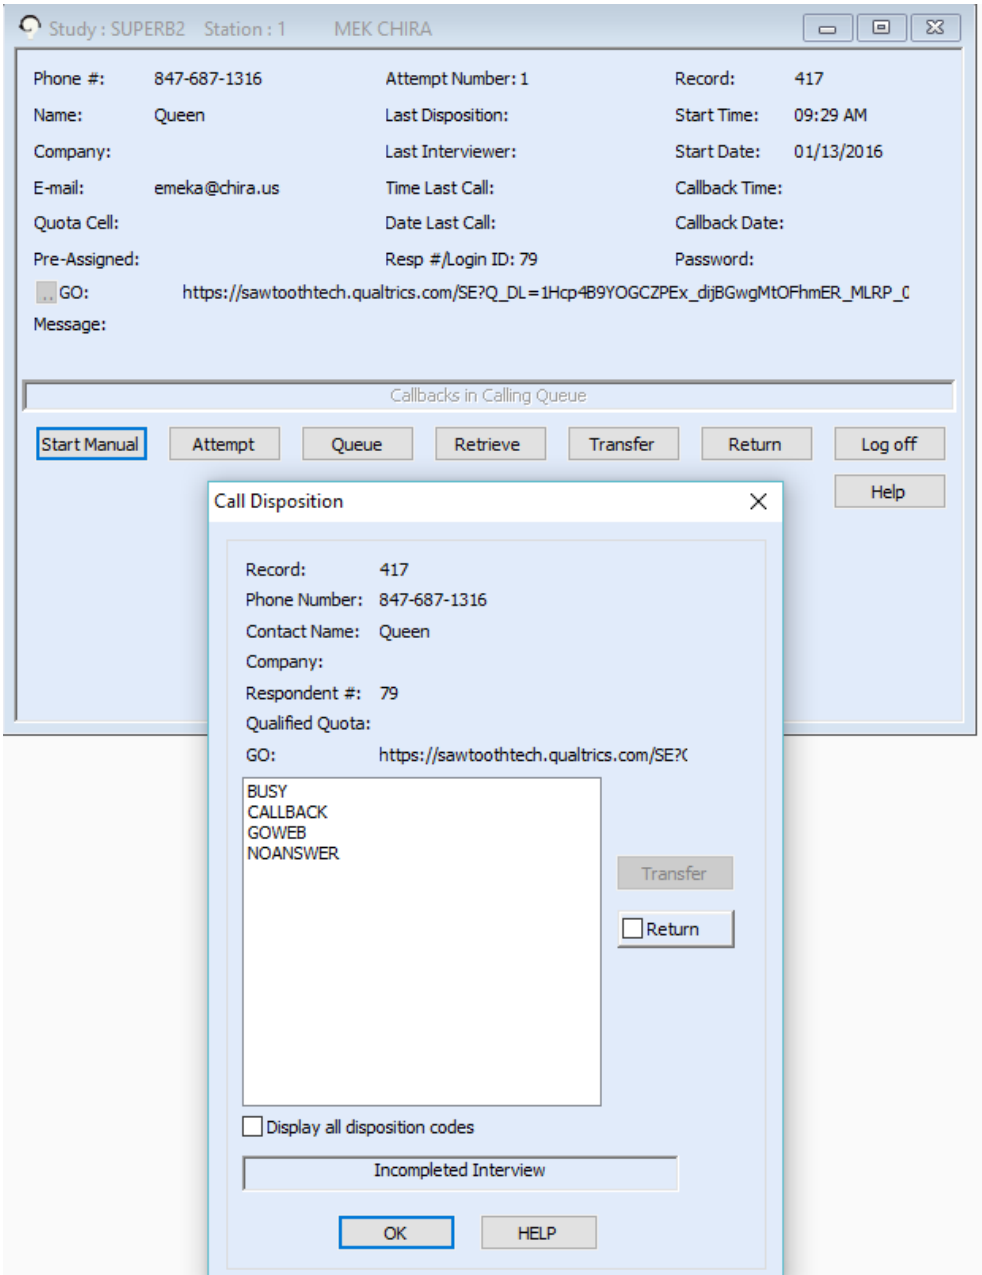 Study : SUPERB2 Station : 1 MEK CHIRA
Phone #: 847-687-1316 Attempt Number: 1 Record: 417
Name: Queen Last Disposition: Start Time: 09:29 AM
Company: Last Interviewer: Start Date: 01/13/2016
E-mail: emeka@chira.us Time Last Call: Callback Time:
Quota Cell: Date Last Call: Callback Date:
Pre-Assigned: Resp #/Login ID: 79 Password:
.. GO: https://sawtoothtech.qualtrics.com/SE?Q_DL=1Hcp4B9YOGCZPEx_dijBGwgMtOFhmER_MLRP_0
Message:
Callbacks in Calling Queue
Start Manual Attempt Queue Retrieve Transfer Return Log off
Help
Call Disposition
Record: 417
Phone Number: 847-687-1316
Contact Name: Queen
Company:
Respondent #: 79
Qualified Quota:
GO: https://sawtoothtech.qualtrics.com/SE?(
BUSY
CALLBACK
GOWEB
NOANSWER
Transfer
Return
Display all disposition codes
Incompleted Interview
OK HELP